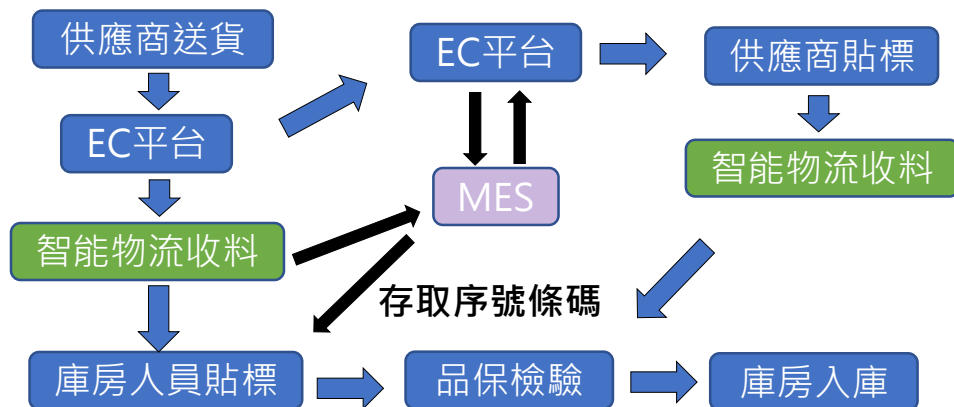 供應商送貨
EC平台
供應商貼標
EC平台
智能物流收料
MES
智能物流收料
存取序號條碼
庫房人員貼標
品保檢驗
庫房入庫